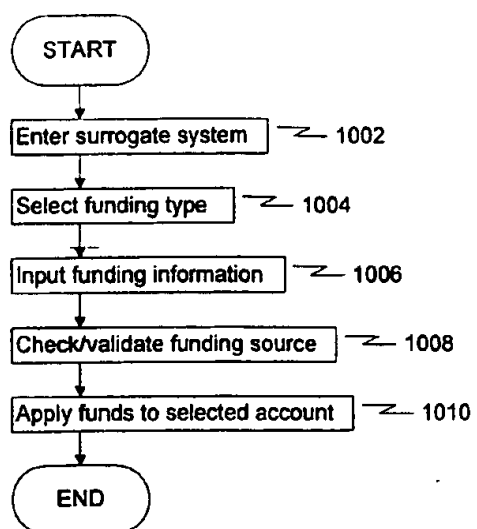 START
Enter surrogate system 1002
Select funding type 1004
Input funding information 1006
Check/validate funding source 1008
Apply funds to selected account 1010
END